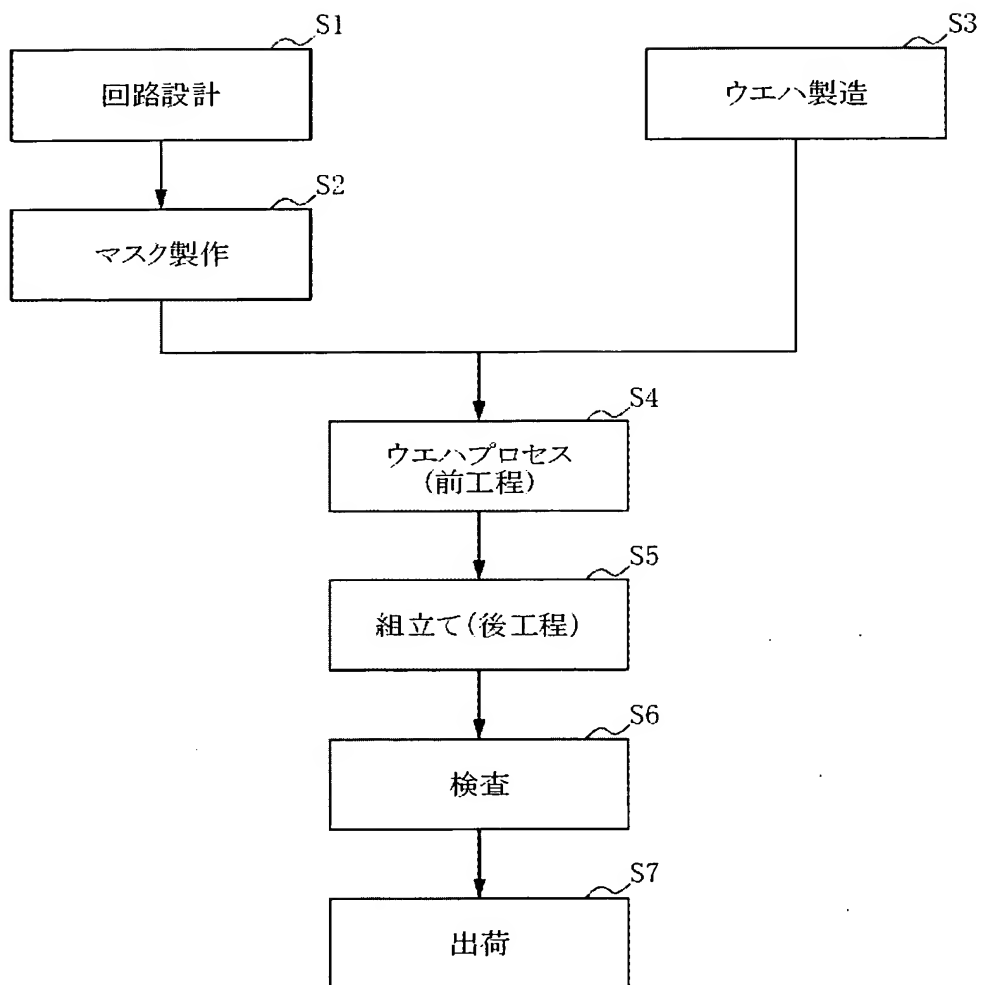 S1
回路設計
S3
ウエハ製造
S2
マスク製作
S4
ウエハプロセス
(前工程)
S5
組立て(後工程)
S6
検査
S7
出荷